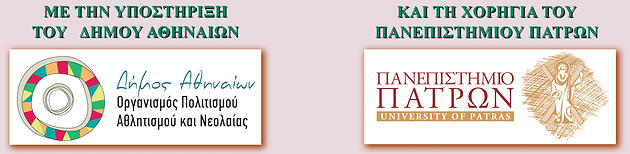 ΜΕ ΤΗΝ ΥΠΟΣΤΗΡΙΞΗ
ΤΟΥ ΔΗΜΟΥ ΑΘΗΝΑΙΩΝ
Δήμος Αθηναίων
Οργανισμός Πολιτισμού
Αθλητισμού και Νεολαίας
ΚΑΙ ΤΗ ΧΟΡΗΓΙΑ ΤΟΥ
ΠΑΝΕΠΙΣΤΗΜΙΟΥ ΠΑΤΡΩΝ
ΠΑΝΕΠΙΣΤΗΜΙΟ
ΠΑΤΡΩΝ
UNIVERSITY OF PATRAS